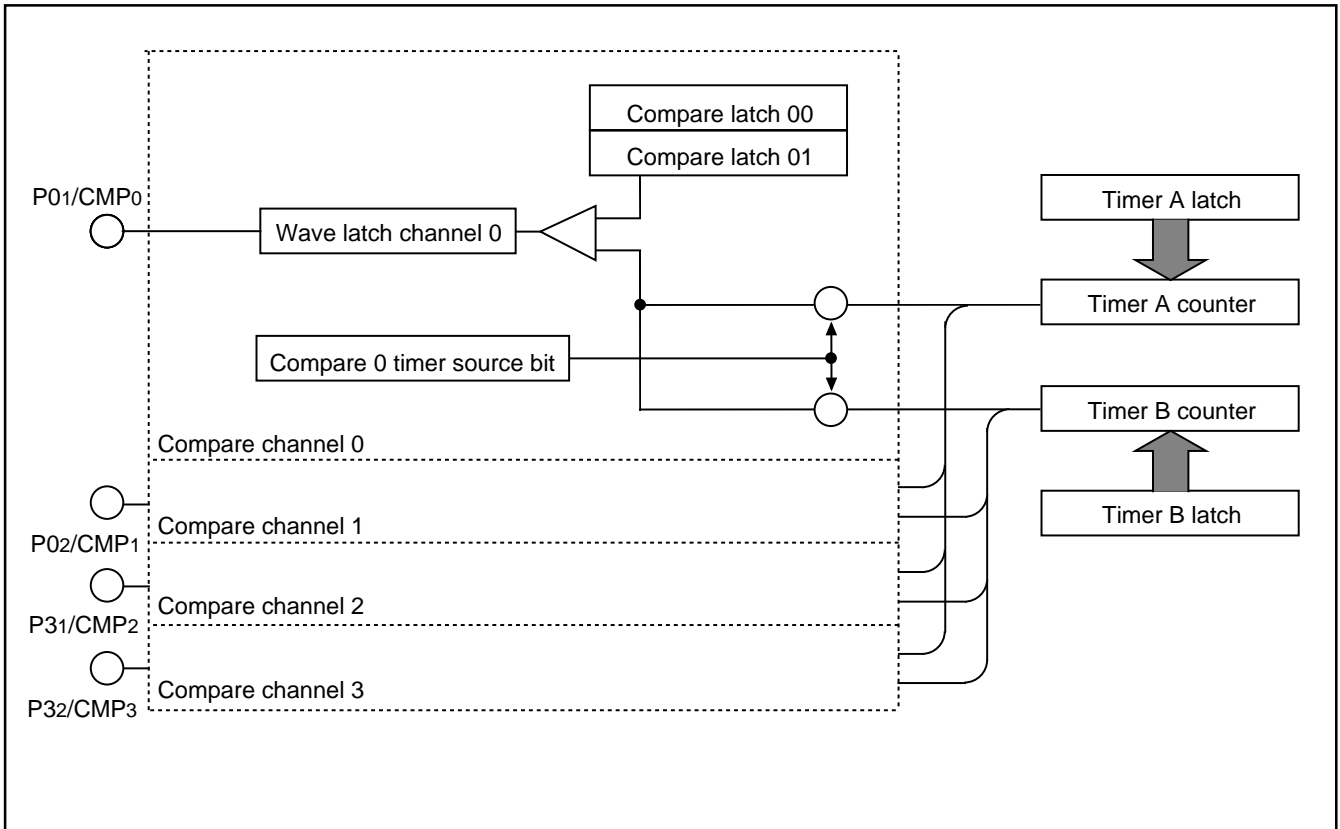 Compare latch 00
Compare latch 01
P01/CMP0
Wave latch channel 0
Timer A latch
Timer A counter
Compare 0 timer source bit
Timer B counter
Compare channel 0
Timer B latch
P02/CMP1
Compare channel 1
P31/CMP2
Compare channel 2
P32/CMP3
Compare channel 3